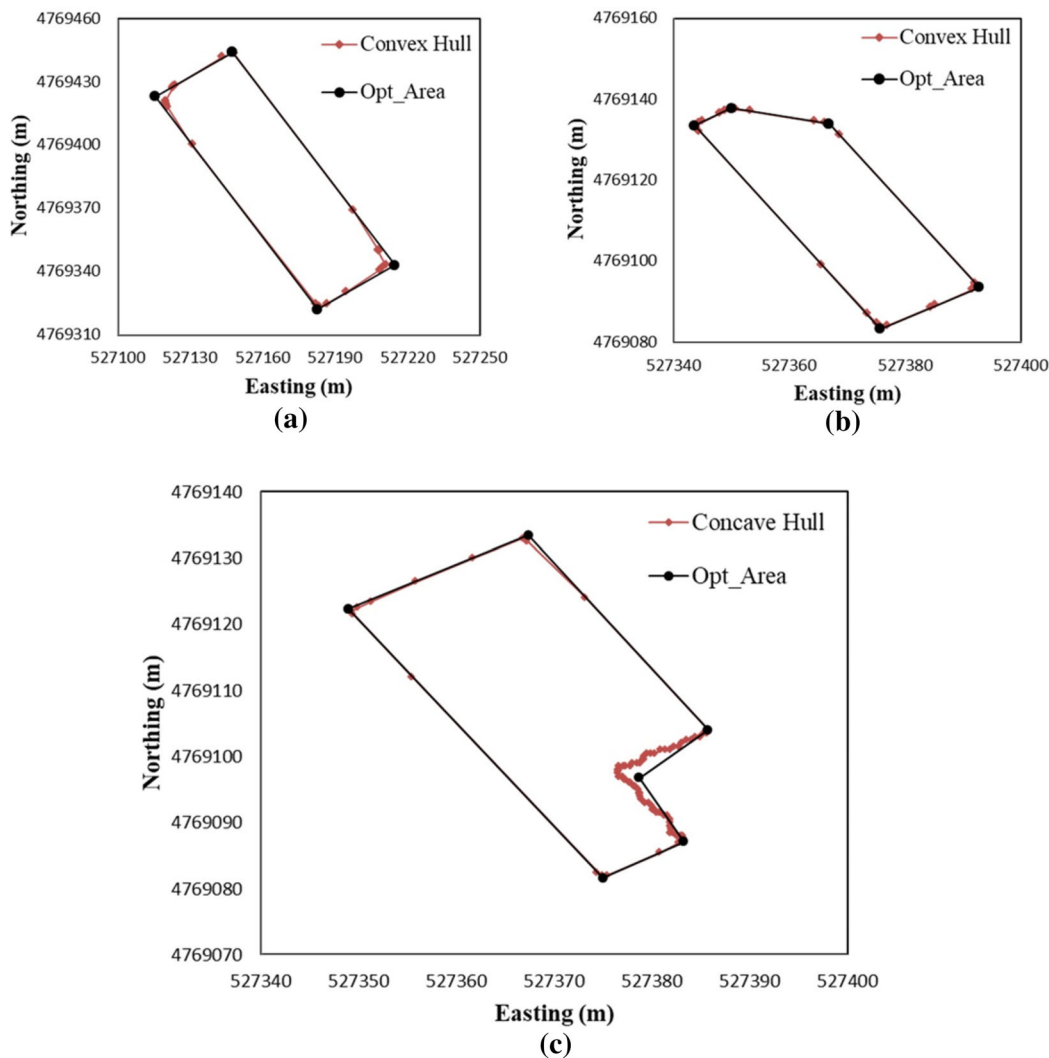 4769460
4769430
4769400
4769370
4769340
4769310
Northing (m)
Convex Hull
Opt_Area
527100 527130 527160 527190 527220 527250
Easting (m)
(a)
4769160
4769140
4769120
4769100
4769080
Northing (m)
Convex Hull
Opt_Area
527340 527360 527380 527400
Easting (m)
(b)
4769140
4769130
4769120
4769110
4769100
4769090
4769080
4769070
Northing (m)
Concave Hull
Opt_Area
527340 527350 527360 527370 527380 527390 527400
Easting (m)
(c)